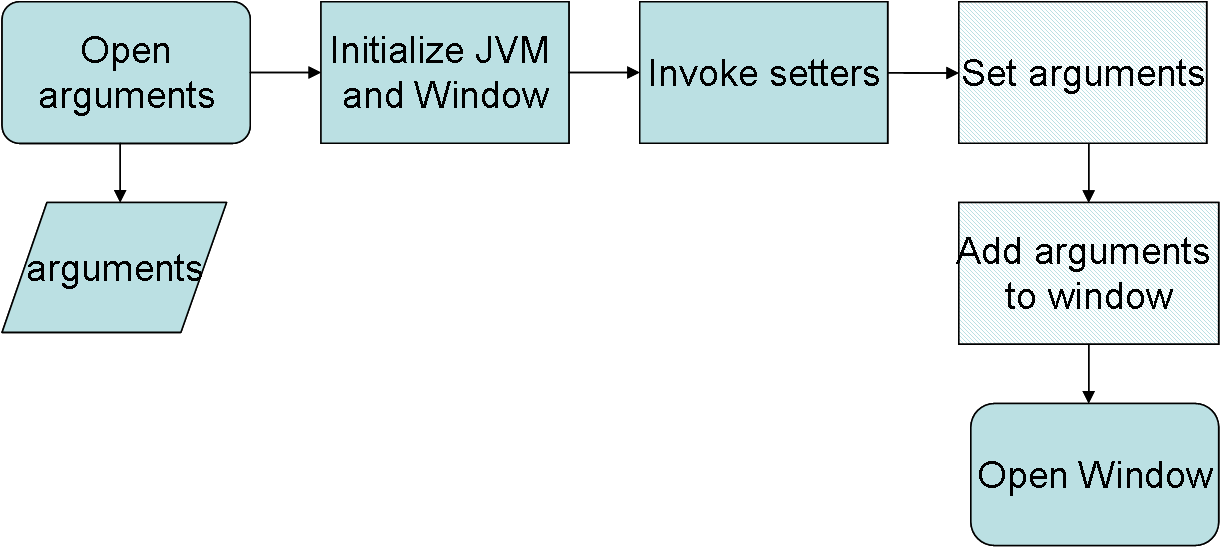 Open
arguments
Initialize JVM
and Window
Invoke setters
Set arguments
arguments
Add arguments
to window
Open Window